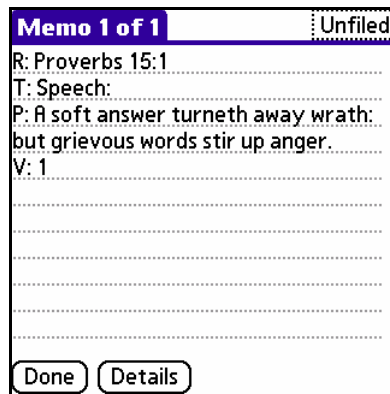 Memo 1 of 1
Unfiled
R: Proverbs 15:1
T: Speech:
P: A soft answer turneth away wrath:
but grievous words stir up anger.
V: 1
Done
Details